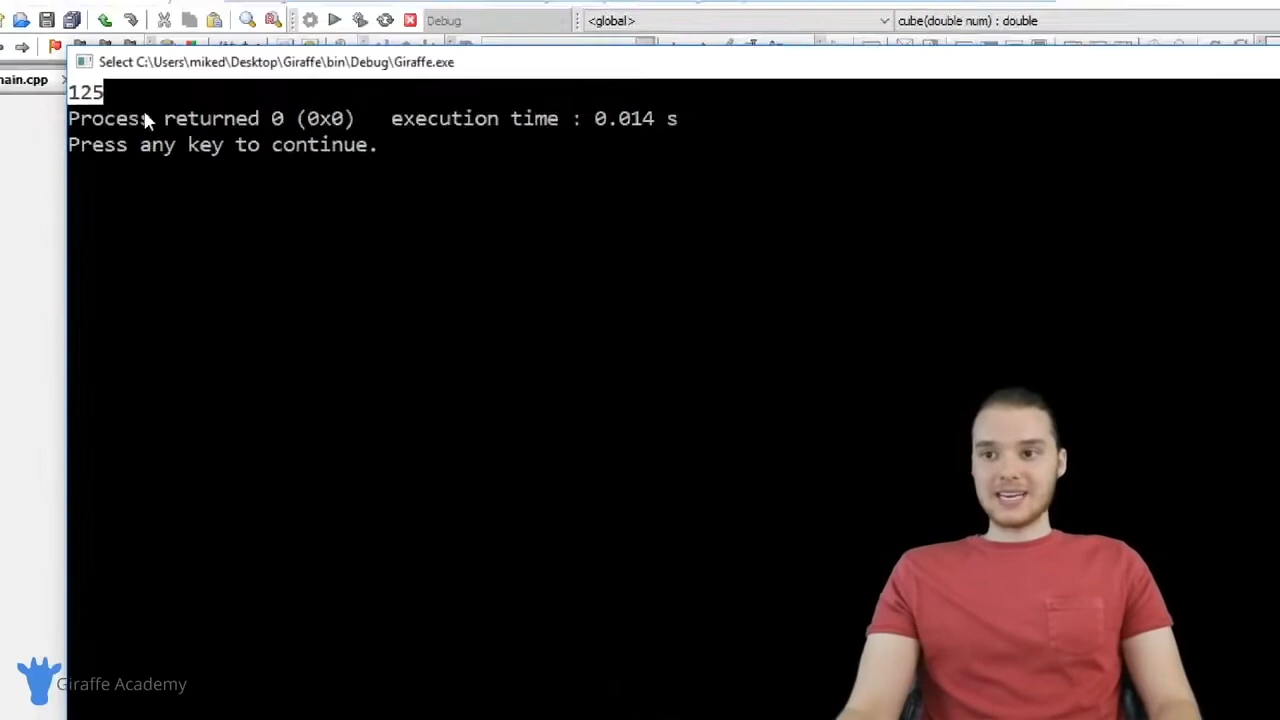 Debug
<global>
cube(double num) : double
Select C:\Users\miked\Desktop\Giraffe\bin\Debug\Giraffe.exe
main.cpp
125
Process returned 0 (0x0)   execution time : 0.014 s
Press any key to continue.
Giraffe Academy